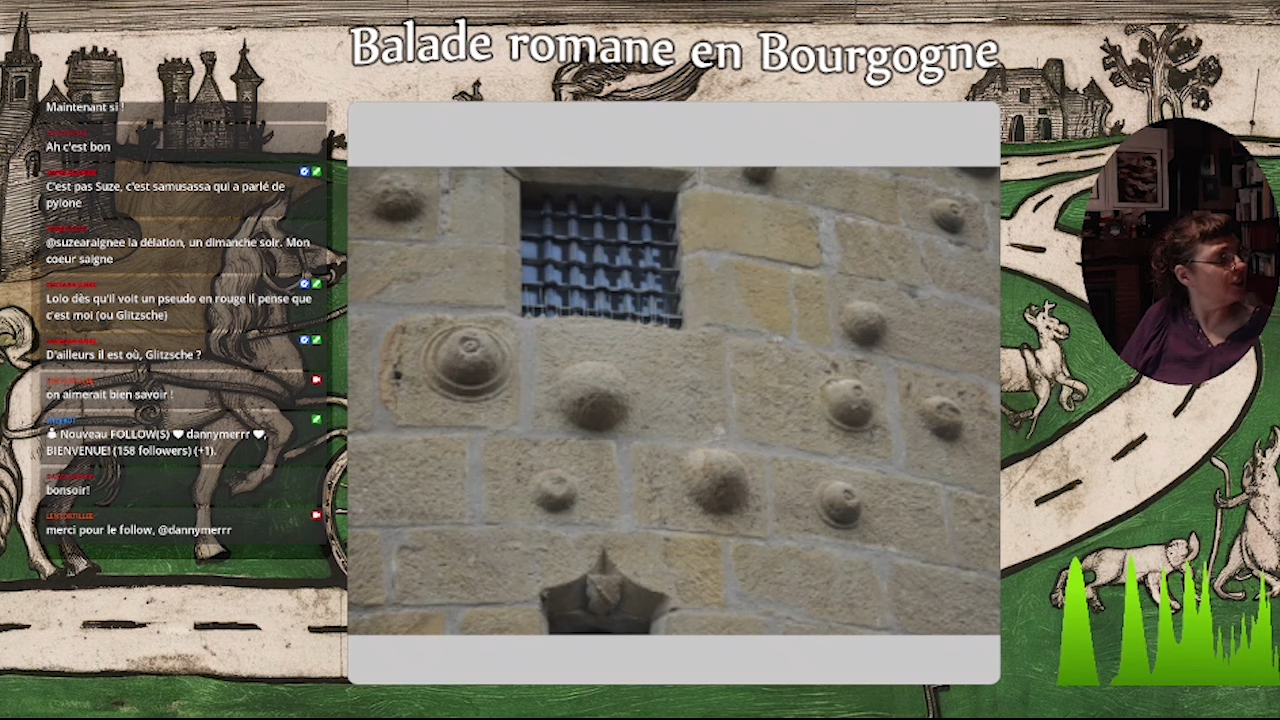 Balade romane en Bourgogne
Maintenant si !
Ah c'est bon
C'est pas Suze, c'est samusassa qui a parlé de
pylone
@suzearaignee la délation, un dimanche soir. Mon
coeur saigne
Lolo dès qu'il voit un pseudo en rouge il pense que
c'est moi (ou Glitzsche)
D'ailleurs il est où, Glitzsche ?
on aimerait bien savoir !
Nouveau FOLLOW(S) ♥ dannymerrr ♥,
BIENVENUE! (158 followers) (+1).
bonsoir!
merci pour le follow, @dannymerrr